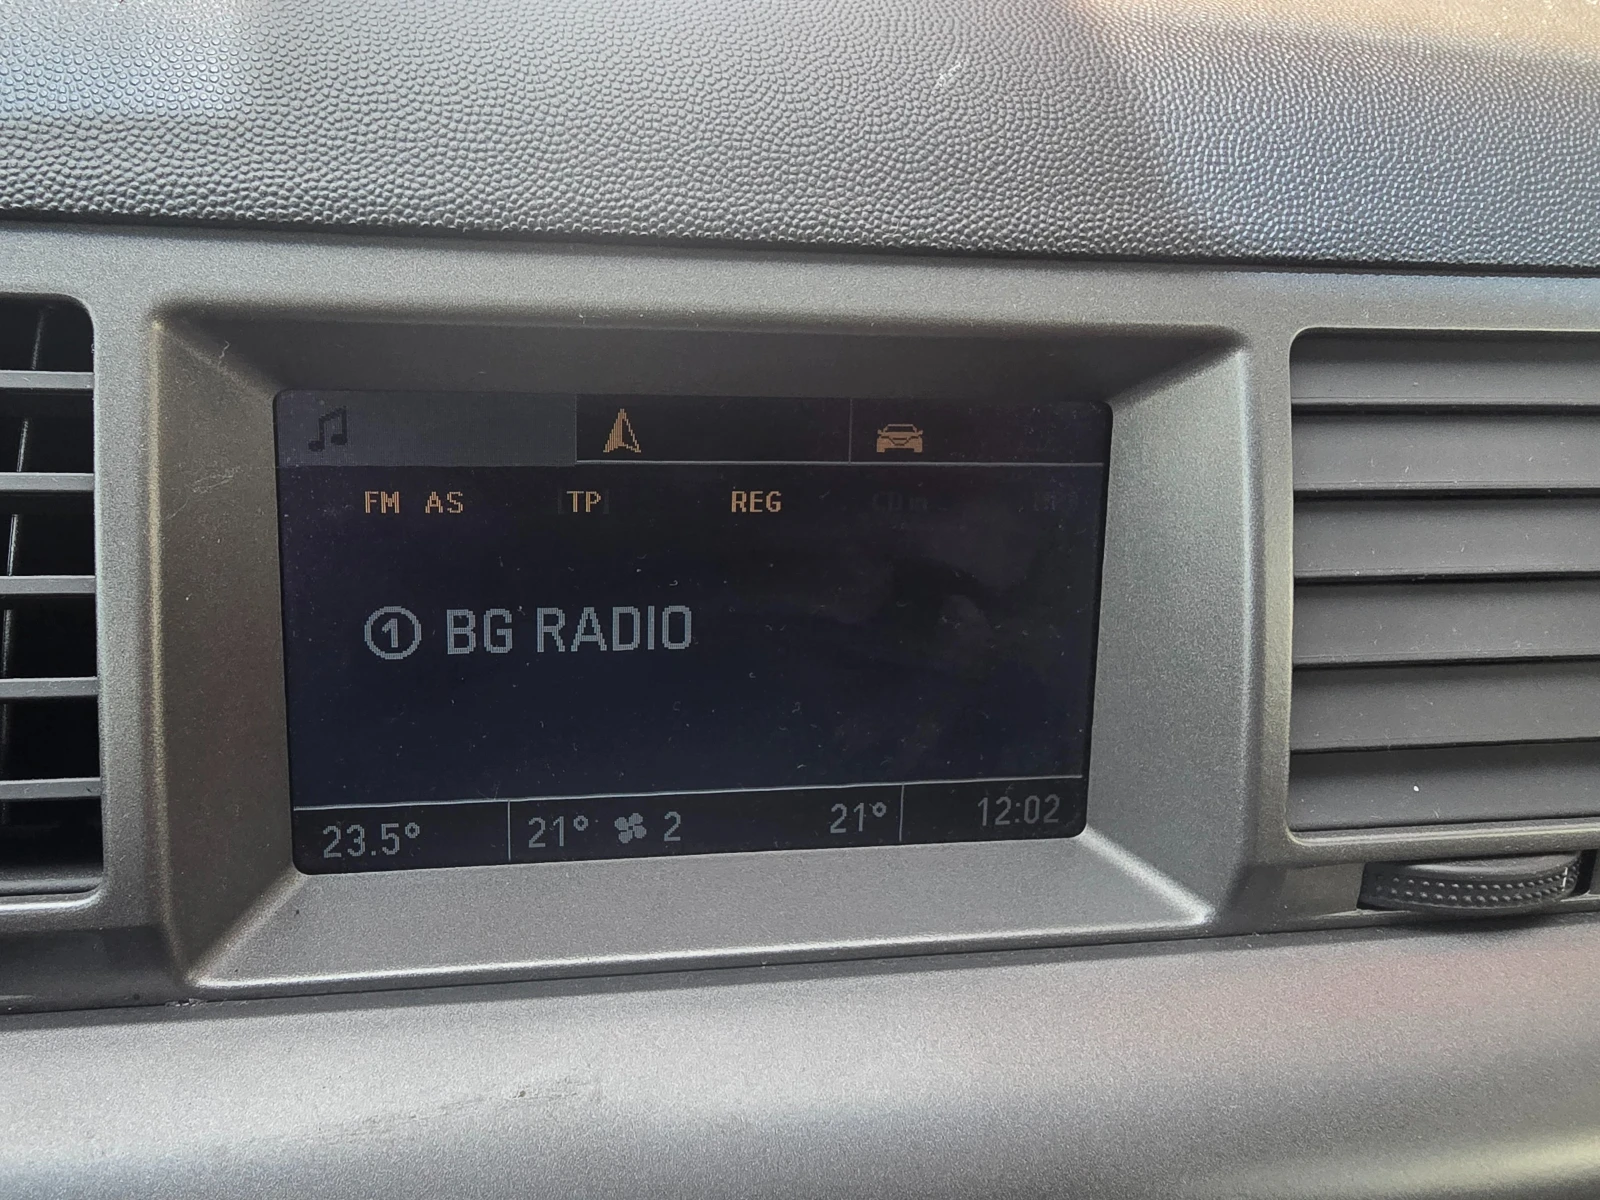 FM AS [TP] REG
① BG RADIO
23.5° 21° 2 21° 12:02